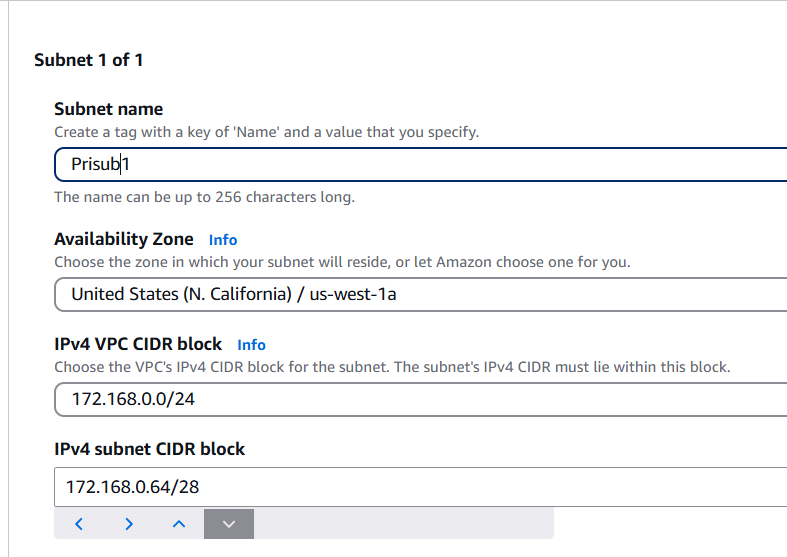 Subnet 1 of 1
Subnet name
Create a tag with a key of 'Name' and a value that you specify.
Prisub1
The name can be up to 256 characters long.
Availability Zone Info
Choose the zone in which your subnet will reside, or let Amazon choose one for you.
United States (N. California) / us-west-1a
IPv4 VPC CIDR block Info
Choose the VPC's IPv4 CIDR block for the subnet. The subnet's IPv4 CIDR must lie within this block.
172.168.0.0/24
IPv4 subnet CIDR block
172.168.0.64/28